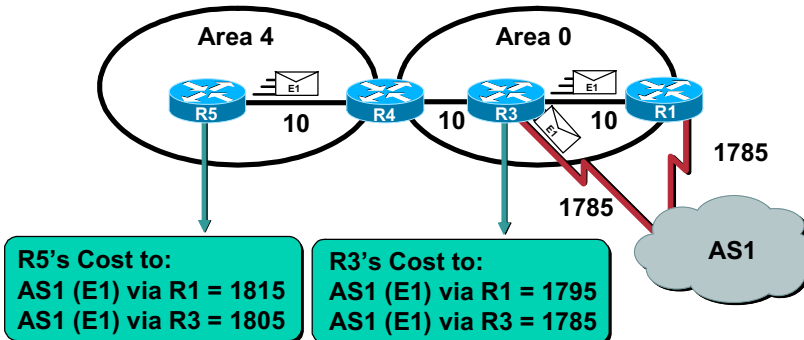 Area 4
Area 0
E1
E1
R5
R4
R3
R1
10
10
10
E1
1785
1785
AS1
R5's Cost to:
AS1 (E1) via R1 = 1815
AS1 (E1) via R3 = 1805
R3's Cost to:
AS1 (E1) via R1 = 1795
AS1 (E1) via R3 = 1785